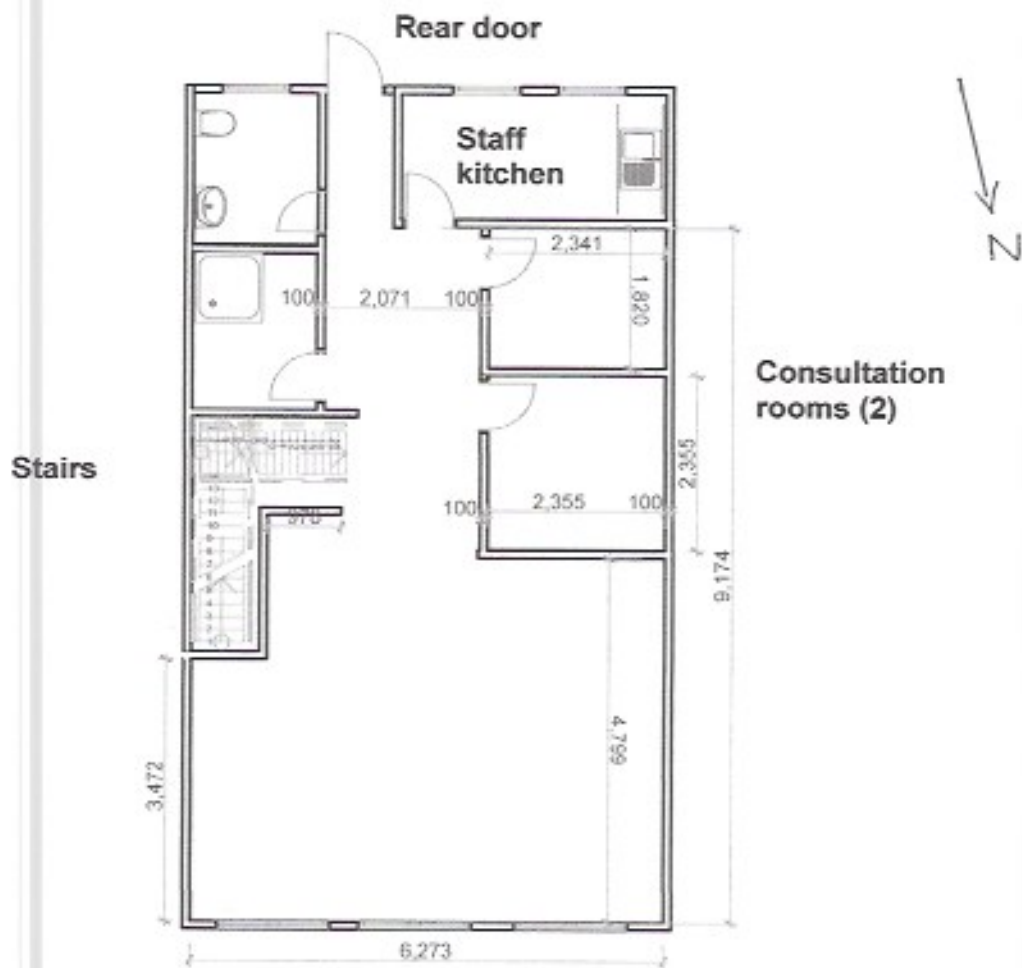 Rear door
Staff
kitchen
N
2,341
1,820
100 2,071 100
Consultation
rooms (2)
Stairs
2,355
100 2,355 100
9,174
4,799
3,472
6,273